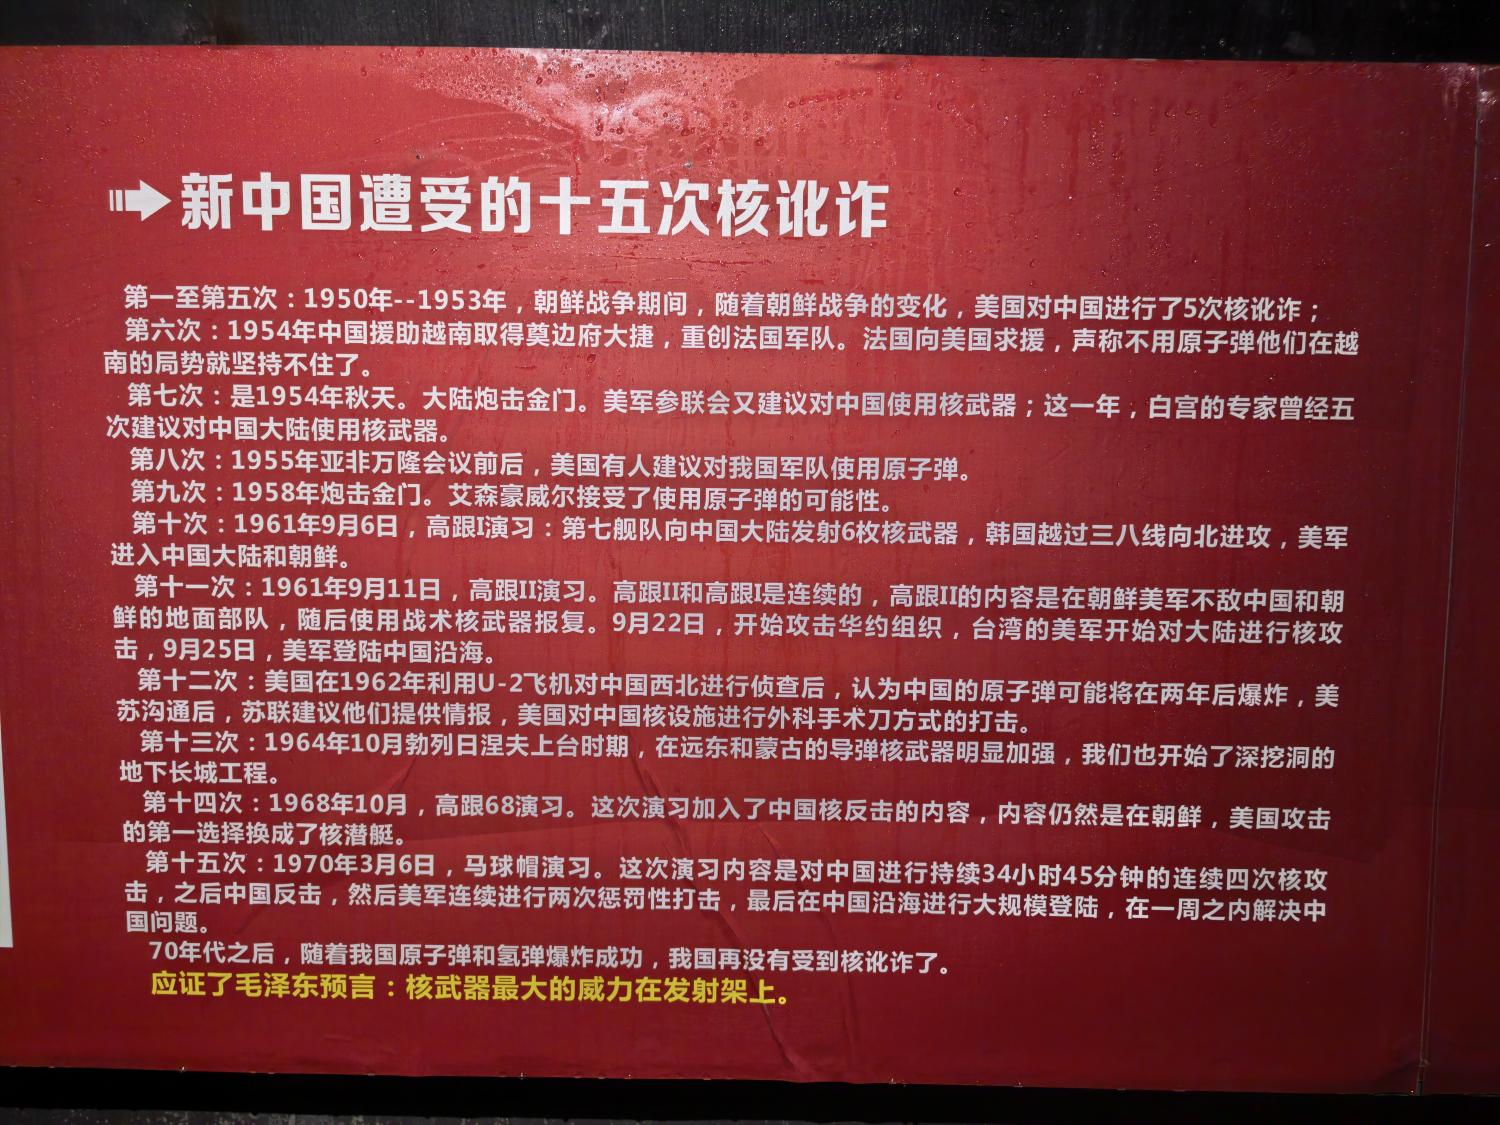 新中国遭受的十五次核讹诈
第一至第五次：1950年--1953年，朝鲜战争期间，随着朝鲜战争的变化，美国对中国进行了5次核讹诈；
第六次：1954年中国援助越南取得奠边府大捷，重创法国军队。法国向美国求援，声称不用原子弹他们在越
南的局势就坚持不住了。
第七次：是1954年秋天。大陆炮击金门。美军参联会又建议对中国使用核武器；这一年，白宫的专家曾经五
次建议对中国大陆使用核武器。
第八次：1955年亚非万隆会议前后，美国有人建议对我国军队使用原子弹。
第九次：1958年炮击金门。艾森豪威尔接受了使用原子弹的可能性。
第十次：1961年9月6日，高跟I演习：第七舰队向中国大陆发射6枚核武器，韩国越过三八线向北进攻，美军
进入中国大陆和朝鲜。
第十一次：1961年9月11日，高跟II演习。高跟II和高跟I是连续的，高跟II的内容是在朝鲜美军不敌中国和朝
鲜的地面部队，随后使用战术核武器报复。9月22日，开始攻击华约组织，台湾的美军开始对大陆进行核攻
击，9月25日，美军登陆中国沿海。
第十二次：美国在1962年利用U-2飞机对中国西北进行侦查后，认为中国的原子弹可能将在两年后爆炸，美
苏沟通后，苏联建议他们提供情报，美国对中国核设施进行外科手术刀方式的打击。
第十三次：1964年10月勃列日涅夫上台时期，在远东和蒙古的导弹核武器明显加强，我们也开始了深挖洞的
地下长城工程。
第十四次：1968年10月，高跟68演习。这次演习加入了中国核反击的内容，内容仍然是在朝鲜，美国攻击
的第一选择换成了核潜艇。
第十五次：1970年3月6日，马球帽演习。这次演习内容是对中国进行持续34小时45分钟的连续四次核攻
击，之后中国反击，然后美军连续进行两次惩罚性打击，最后在中国沿海进行大规模登陆，在一周之内解决中
国问题。
70年代之后，随着我国原子弹和氢弹爆炸成功，我国再没有受到核讹诈了。
应证了毛泽东预言：核武器最大的威力在发射架上。